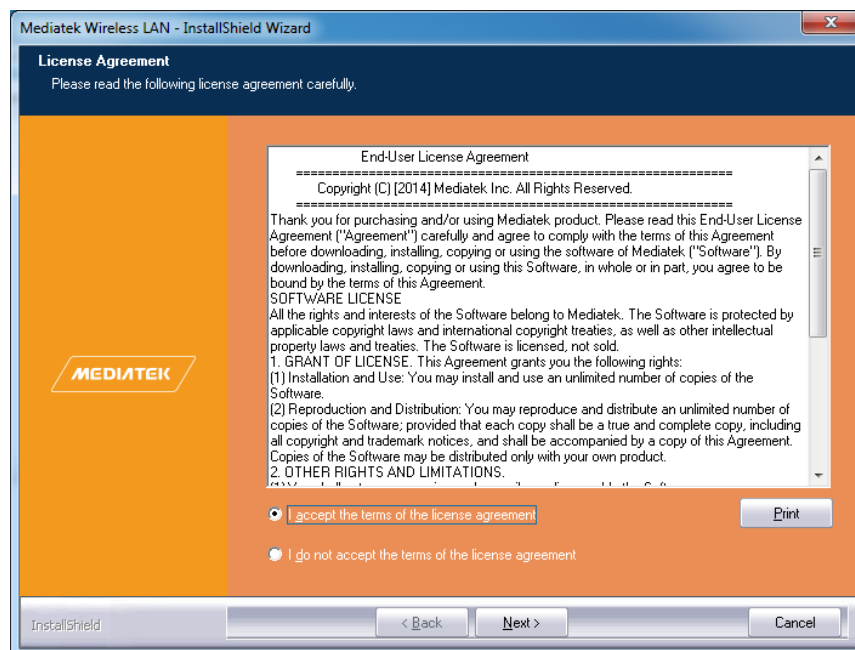 Mediatek Wireless LAN - InstallShield Wizard
License Agreement
Please read the following license agreement carefully.
End-User License Agreement
==========================================================
Copyright (C) [2014] Mediatek Inc. All Rights Reserved.
==========================================================
Thank you for purchasing and/or using Mediatek product. Please read this End-User License
Agreement ("Agreement") carefully and agree to comply with the terms of this Agreement
before downloading, installing, copying or using the software of Mediatek ("Software"). By
downloading, installing, copying or using this Software, in whole or in part, you agree to be
bound by the terms of this Agreement.
SOFTWARE LICENSE
All the rights and interests of the Software belong to Mediatek. The Software is protected by
applicable copyright laws and international copyright treaties, as well as other intellectual
property laws and treaties. The Software is licensed, not sold.
1. GRANT OF LICENSE. This Agreement grants you the following rights:
(1) Installation and Use: You may install and use an unlimited number of copies of the
Software.
(2) Reproduction and Distribution: You may reproduce and distribute an unlimited number of
copies of the Software; provided that each copy shall be a true and complete copy, including
all copyright and trademark notices, and shall be accompanied by a copy of this Agreement.
Copies of the Software may be distributed only with your own product.
2. OTHER RIGHTS AND LIMITATIONS.
MEDIATEK
I accept the terms of the license agreement
Print
I do not accept the terms of the license agreement
InstallShield
< Back
Next >
Cancel